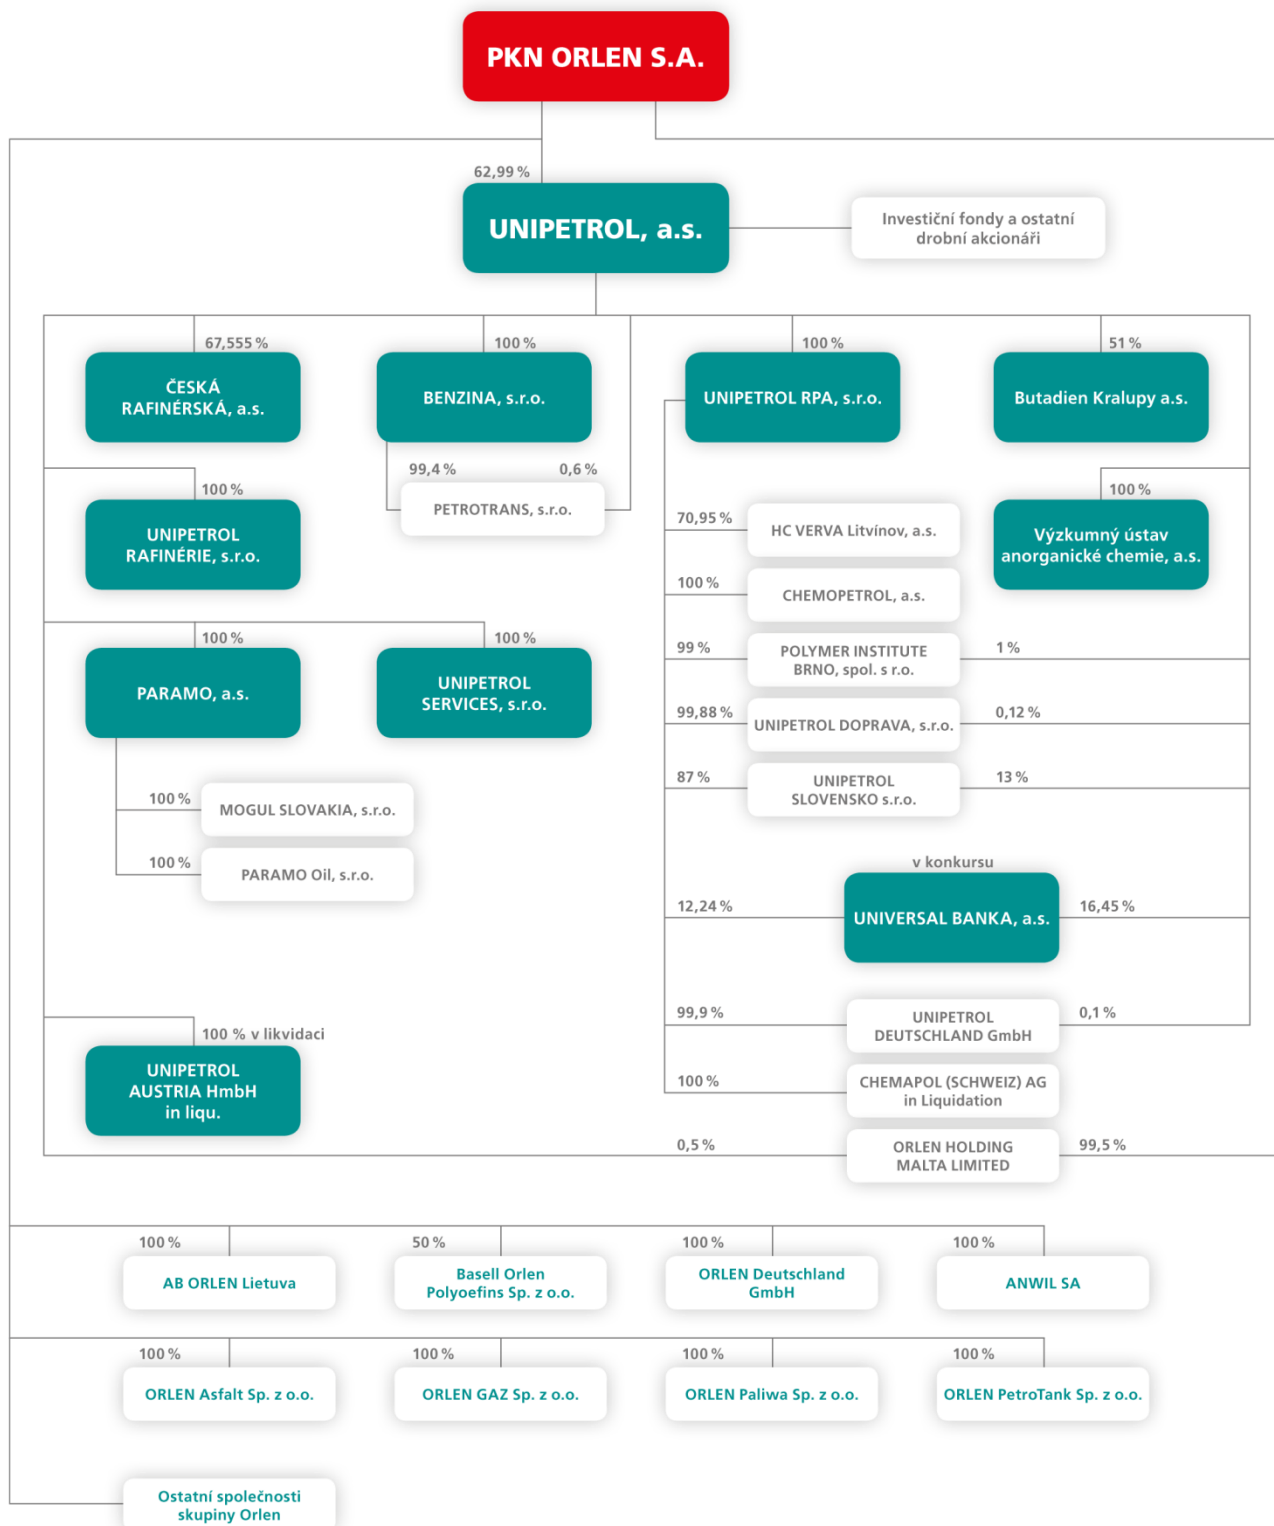 PKN ORLEN S.A.
62,99 %
UNIPETROL, a.s.
Investiční fondy a ostatní
drobní akcionáři
67,555 %
ČESKÁ
RAFINÉRSKÁ, a.s.
100 %
BENZINA, s.r.o.
100 %
UNIPETROL RPA, s.r.o.
51 %
Butadien Kralupy a.s.
99,4 %
0,6 %
PETROTRANS, s.r.o.
100 %
UNIPETROL
RAFINÉRIE, s.r.o.
70,95 %
HC VERVA Litvínov, a.s.
100 %
Výzkumný ústav
anorganické chemie, a.s.
100 %
CHEMOPETROL, a.s.
99 %
POLYMER INSTITUTE
BRNO, spol. s r.o.
1 %
100 %
PARAMO, a.s.
100 %
UNIPETROL
SERVICES, s.r.o.
99,88 %
UNIPETROL DOPRAVA, s.r.o.
0,12 %
87 %
UNIPETROL
SLOVENSKO s.r.o.
13 %
100 %
MOGUL SLOVAKIA, s.r.o.
100 %
PARAMO Oil, s.r.o.
v konkursu
12,24 %
UNIVERSAL BANKA, a.s.
16,45 %
99,9 %
UNIPETROL
DEUTSCHLAND GmbH
0,1 %
100 % v likvidaci
UNIPETROL
AUSTRIA HmbH
in liqu.
100 %
CHEMAPOL (SCHWEIZ) AG
in Liquidation
0,5 %
ORLEN HOLDING
MALTA LIMITED
99,5 %
100 %
AB ORLEN Lietuva
50 %
Basell Orlen
Polyoefins Sp. z o.o.
100 %
ORLEN Deutschland
GmbH
100 %
ANWIL SA
100 %
ORLEN Asfalt Sp. z o.o.
100 %
ORLEN GAZ Sp. z o.o.
100 %
ORLEN Paliwa Sp. z o.o.
100 %
ORLEN PetroTank Sp. z o.o.
Ostatní společnosti
skupiny Orlen